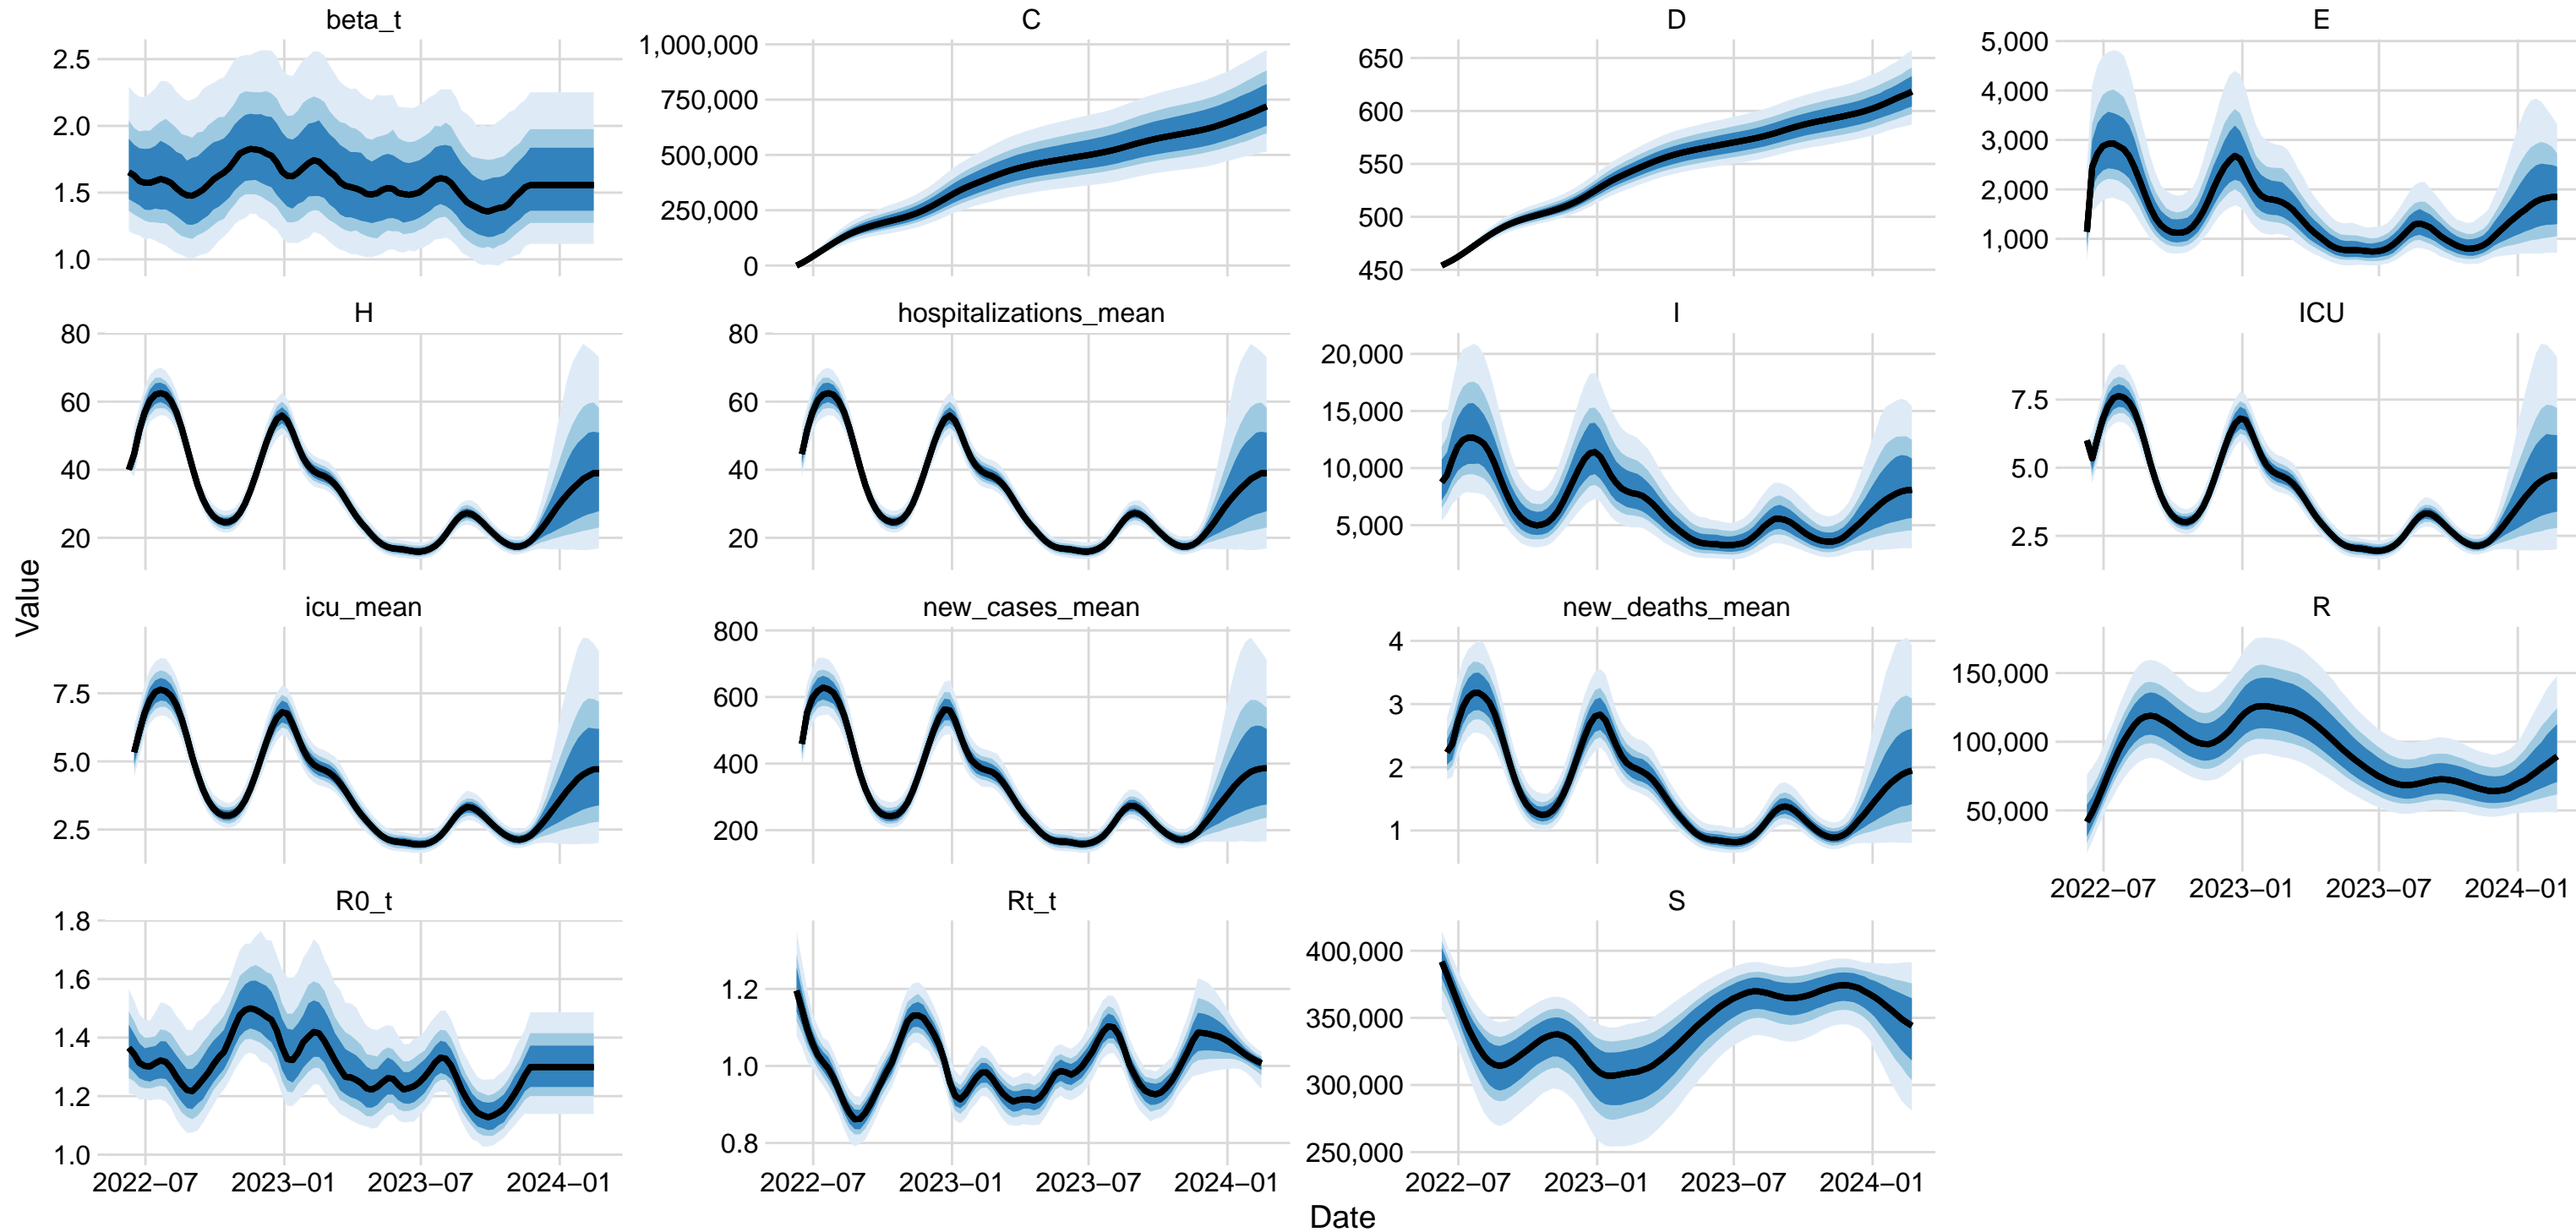 beta_t
C
D
E
2.5
2.0
1.5
1.0
1,000,000
750,000
500,000
250,000
0
650
600
550
500
450
5,000
4,000
3,000
2,000
1,000
H
hospitalizations_mean
I
ICU
80
60
40
20
80
60
40
20
20,000
15,000
10,000
5,000
7.5
5.0
2.5
icu_mean
new_cases_mean
new_deaths_mean
R
7.5
5.0
2.5
800
600
400
200
4
3
2
1
150,000
100,000
50,000
2022−07 2023−01 2023−07 2024−01
R0_t
Rt_t
S
1.8
1.6
1.4
1.2
1.0
1.2
1.0
0.8
400,000
350,000
300,000
250,000
2022−07 2023−01 2023−07 2024−01
2022−07 2023−01 2023−07 2024−01
2022−07 2023−01 2023−07 2024−01
Value
Date